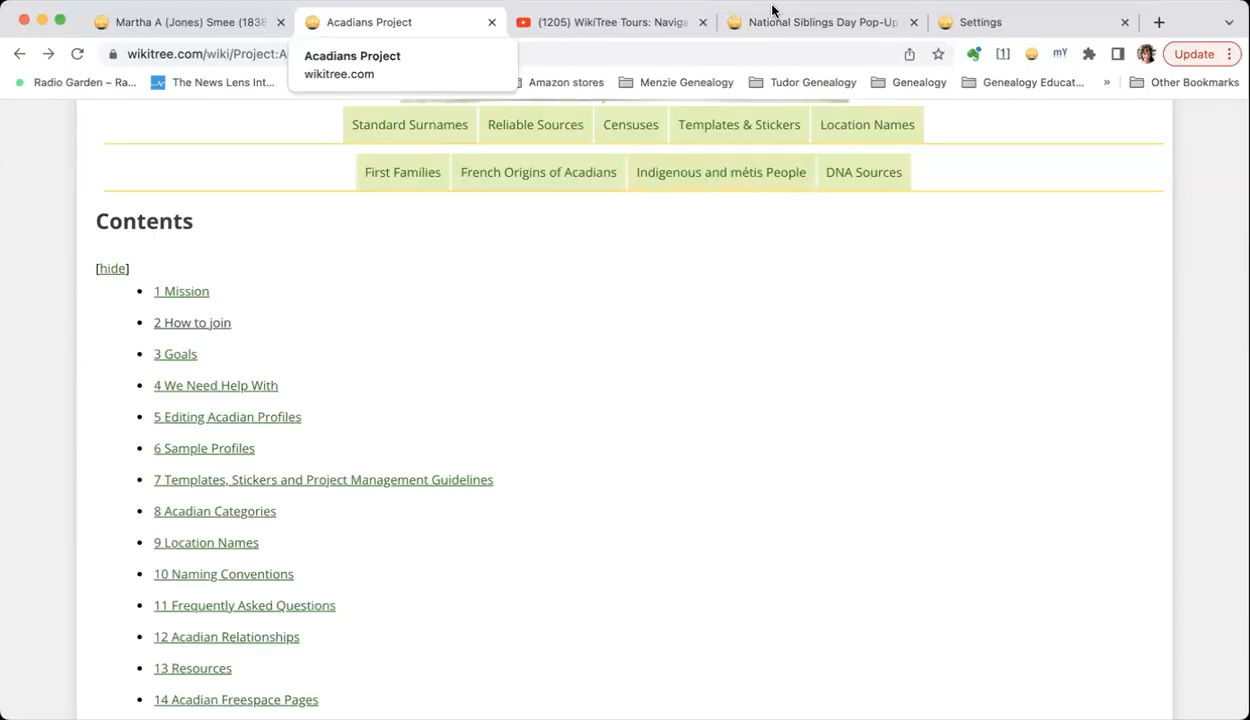 Martha A (Jones) Smee (1838
Acadians Project
(1205) WikiTree Tours: Naviga
National Siblings Day Pop-Up
Settings
wikitree.com/wiki/Project:A
Acadians Project
wikitree.com
[1]
mY
Update
Radio Garden – Ra...
The News Lens Int...
Amazon stores
Menzie Genealogy
Tudor Genealogy
Genealogy
Genealogy Educat...
»
Other Bookmarks
Standard Surnames
Reliable Sources
Censuses
Templates & Stickers
Location Names
First Families
French Origins of Acadians
Indigenous and métis People
DNA Sources
Contents
[hide]
• 1 Mission
• 2 How to join
• 3 Goals
• 4 We Need Help With
• 5 Editing Acadian Profiles
• 6 Sample Profiles
• 7 Templates, Stickers and Project Management Guidelines
• 8 Acadian Categories
• 9 Location Names
• 10 Naming Conventions
• 11 Frequently Asked Questions
• 12 Acadian Relationships
• 13 Resources
• 14 Acadian Freespace Pages